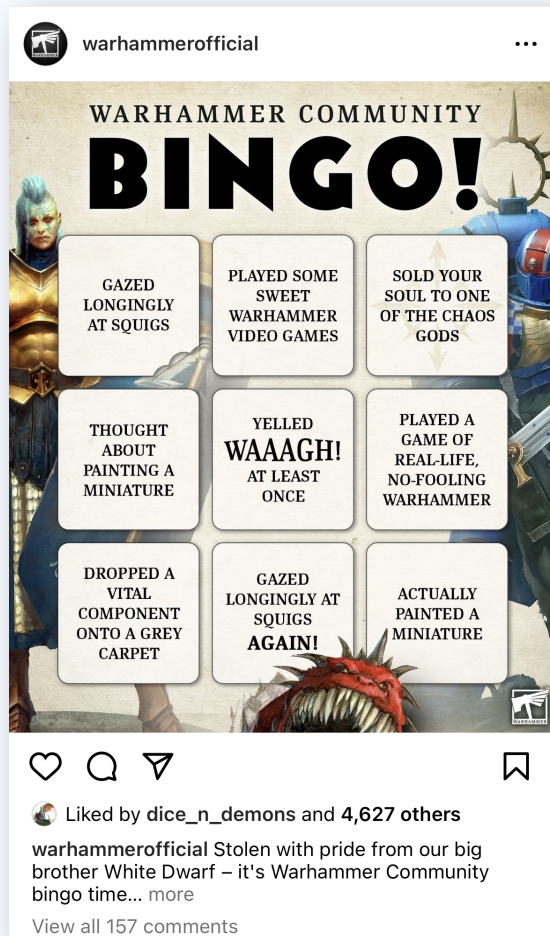 warhammerofficial
WARHAMMER COMMUNITY
BINGO!
GAZED
LONGINGLY
AT SQUIGS
PLAYED SOME
SWEET
WARHAMMER
VIDEO GAMES
SOLD YOUR
SOUL TO ONE
OF THE CHAOS
GODS
THOUGHT
ABOUT
PAINTING A
MINIATURE
YELLED
WAAAGH!
AT LEAST
ONCE
PLAYED A
GAME OF
REAL-LIFE,
NO-FOOLING
WARHAMMER
DROPPED A
VITAL
COMPONENT
ONTO A GREY
CARPET
GAZED
LONGINGLY AT
SQUIGS
AGAIN!
ACTUALLY
PAINTED A
MINIATURE
WARHAMMER
Liked by dice_n_demons and 4,627 others
warhammerofficial Stolen with pride from our big
brother White Dwarf – it's Warhammer Community
bingo time... more
View all 157 comments